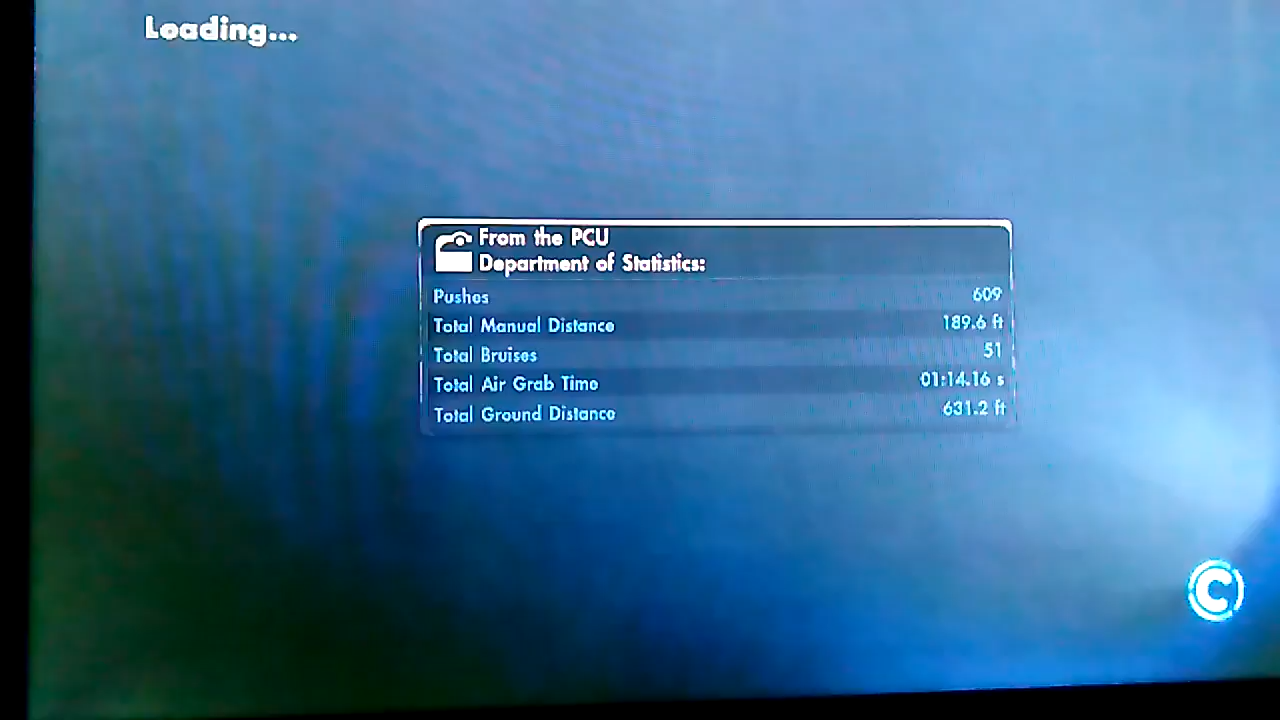 Loading...
From the PCU
Department of Statistics:
Pushes 609
Total Manual Distance 189.6 ft
Total Bruises 51
Total Air Grab Time 01:14.16 s
Total Ground Distance 631.2 ft
C